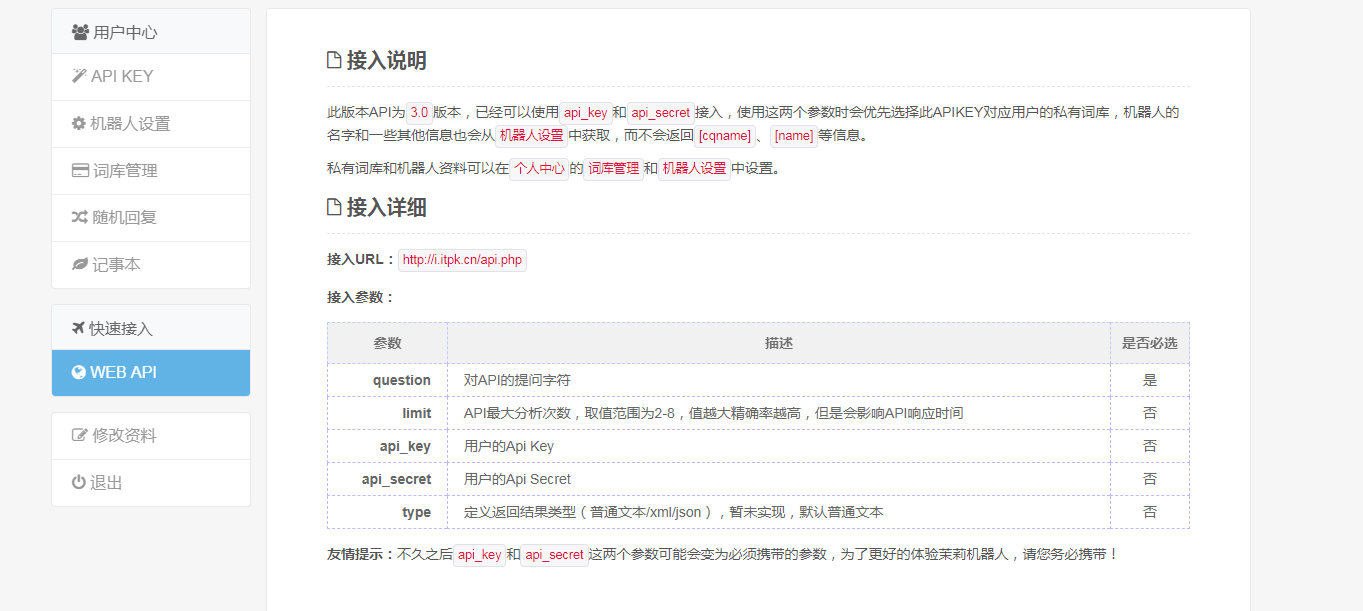 用户中心
API KEY
机器人设置
词库管理
随机回复
记事本
快速接入
WEB API
修改资料
退出
接入说明
此版本API为 3.0 版本，已经可以使用 api_key 和 api_secret 接入，使用这两个参数时会优先选择此APIKEY对应用户的私有词库，机器人的
名字和一些其他信息也会从 机器人设置 中获取，而不会返回 [cqname] 、 [name] 等信息。
私有词库和机器人资料可以在 个人中心 的 词库管理 和 机器人设置 中设置。
接入详细
接入URL： http://i.itpk.cn/api.php
接入参数：
参数 描述 是否必选
question 对API的提问字符 是
limit API最大分析次数，取值范围为2-8，值越大精确率越高，但是会影响API响应时间 否
api_key 用户的Api Key 否
api_secret 用户的Api Secret 否
type 定义返回结果类型（普通文本/xml/json），暂未实现，默认普通文本 否
友情提示：不久之后 api_key 和 api_secret 这两个参数可能会变为必须携带的参数，为了更好的体验茉莉机器人，请您务必携带！